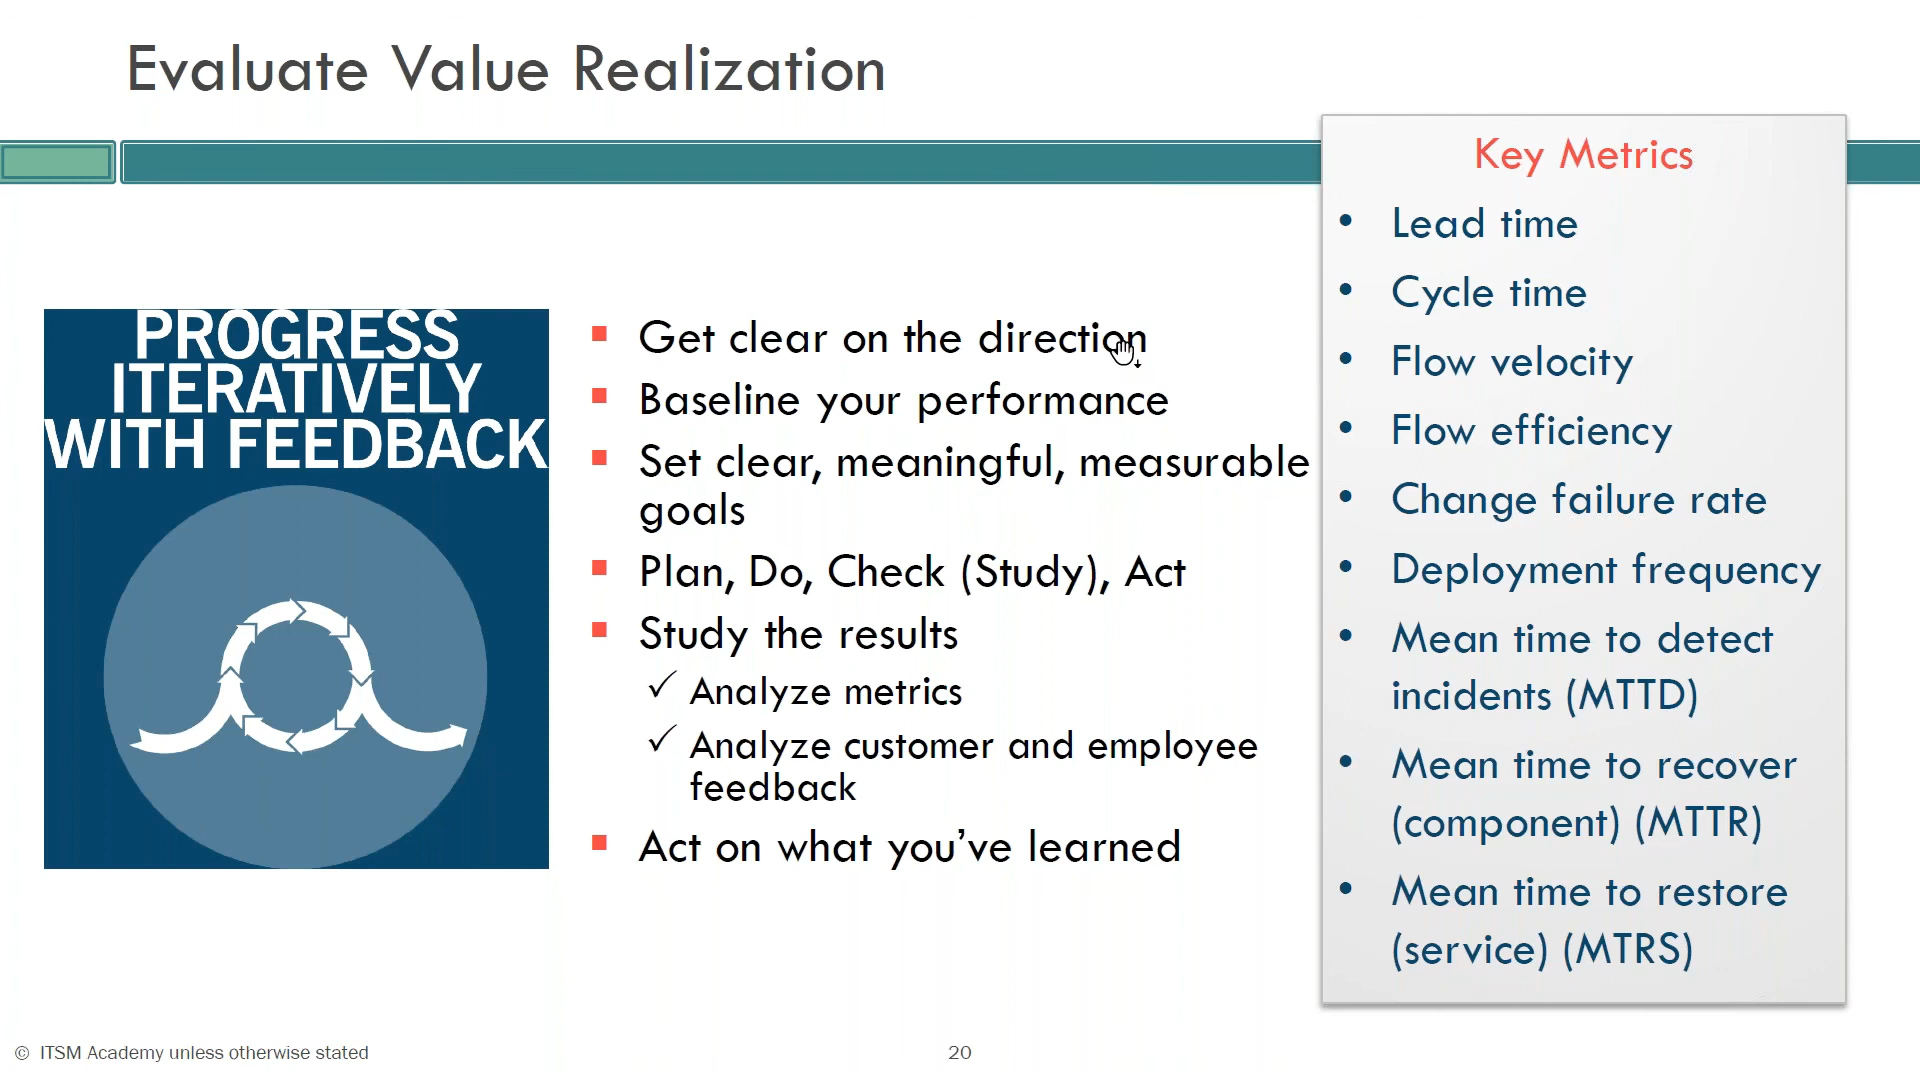 Evaluate Value Realization
PROGRESS
ITERATIVELY
WITH FEEDBACK
▪ Get clear on the direction
▪ Baseline your performance
▪ Set clear, meaningful, measurable
goals
▪ Plan, Do, Check (Study), Act
▪ Study the results
✓ Analyze metrics
✓ Analyze customer and employee
feedback
▪ Act on what you’ve learned
Key Metrics
• Lead time
• Cycle time
• Flow velocity
• Flow efficiency
• Change failure rate
• Deployment frequency
• Mean time to detect
incidents (MTTD)
• Mean time to recover
(component) (MTTR)
• Mean time to restore
(service) (MTRS)
© ITSM Academy unless otherwise stated
20